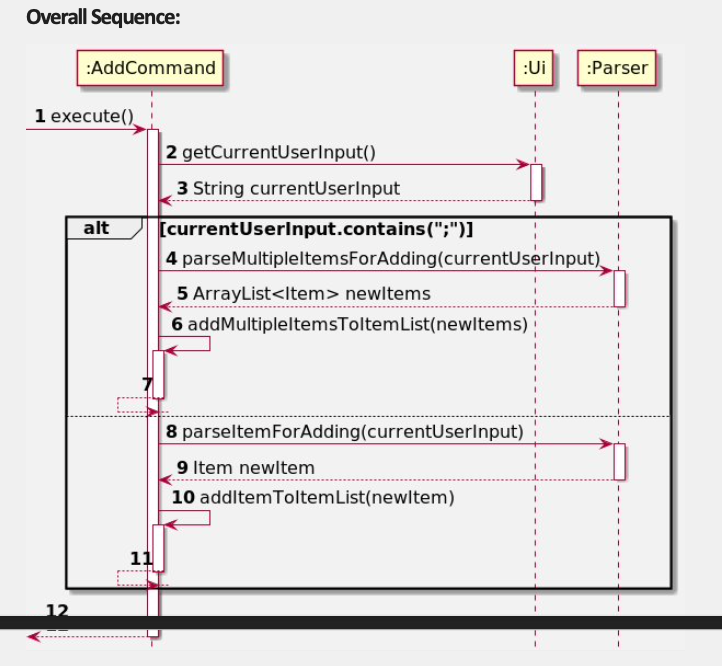 Overall Sequence:
:AddCommand :Ui :Parser
1 execute()
2 getCurrentUserInput()
3 String currentUserInput
alt [currentUserInput.contains(";")]
4 parseMultipleItemsForAdding(currentUserInput)
5 ArrayList<Item> newItems
6 addMultipleItemsToItemList(newItems)
7
8 parseItemForAdding(currentUserInput)
9 Item newItem
10 addItemToItemList(newItem)
11
12